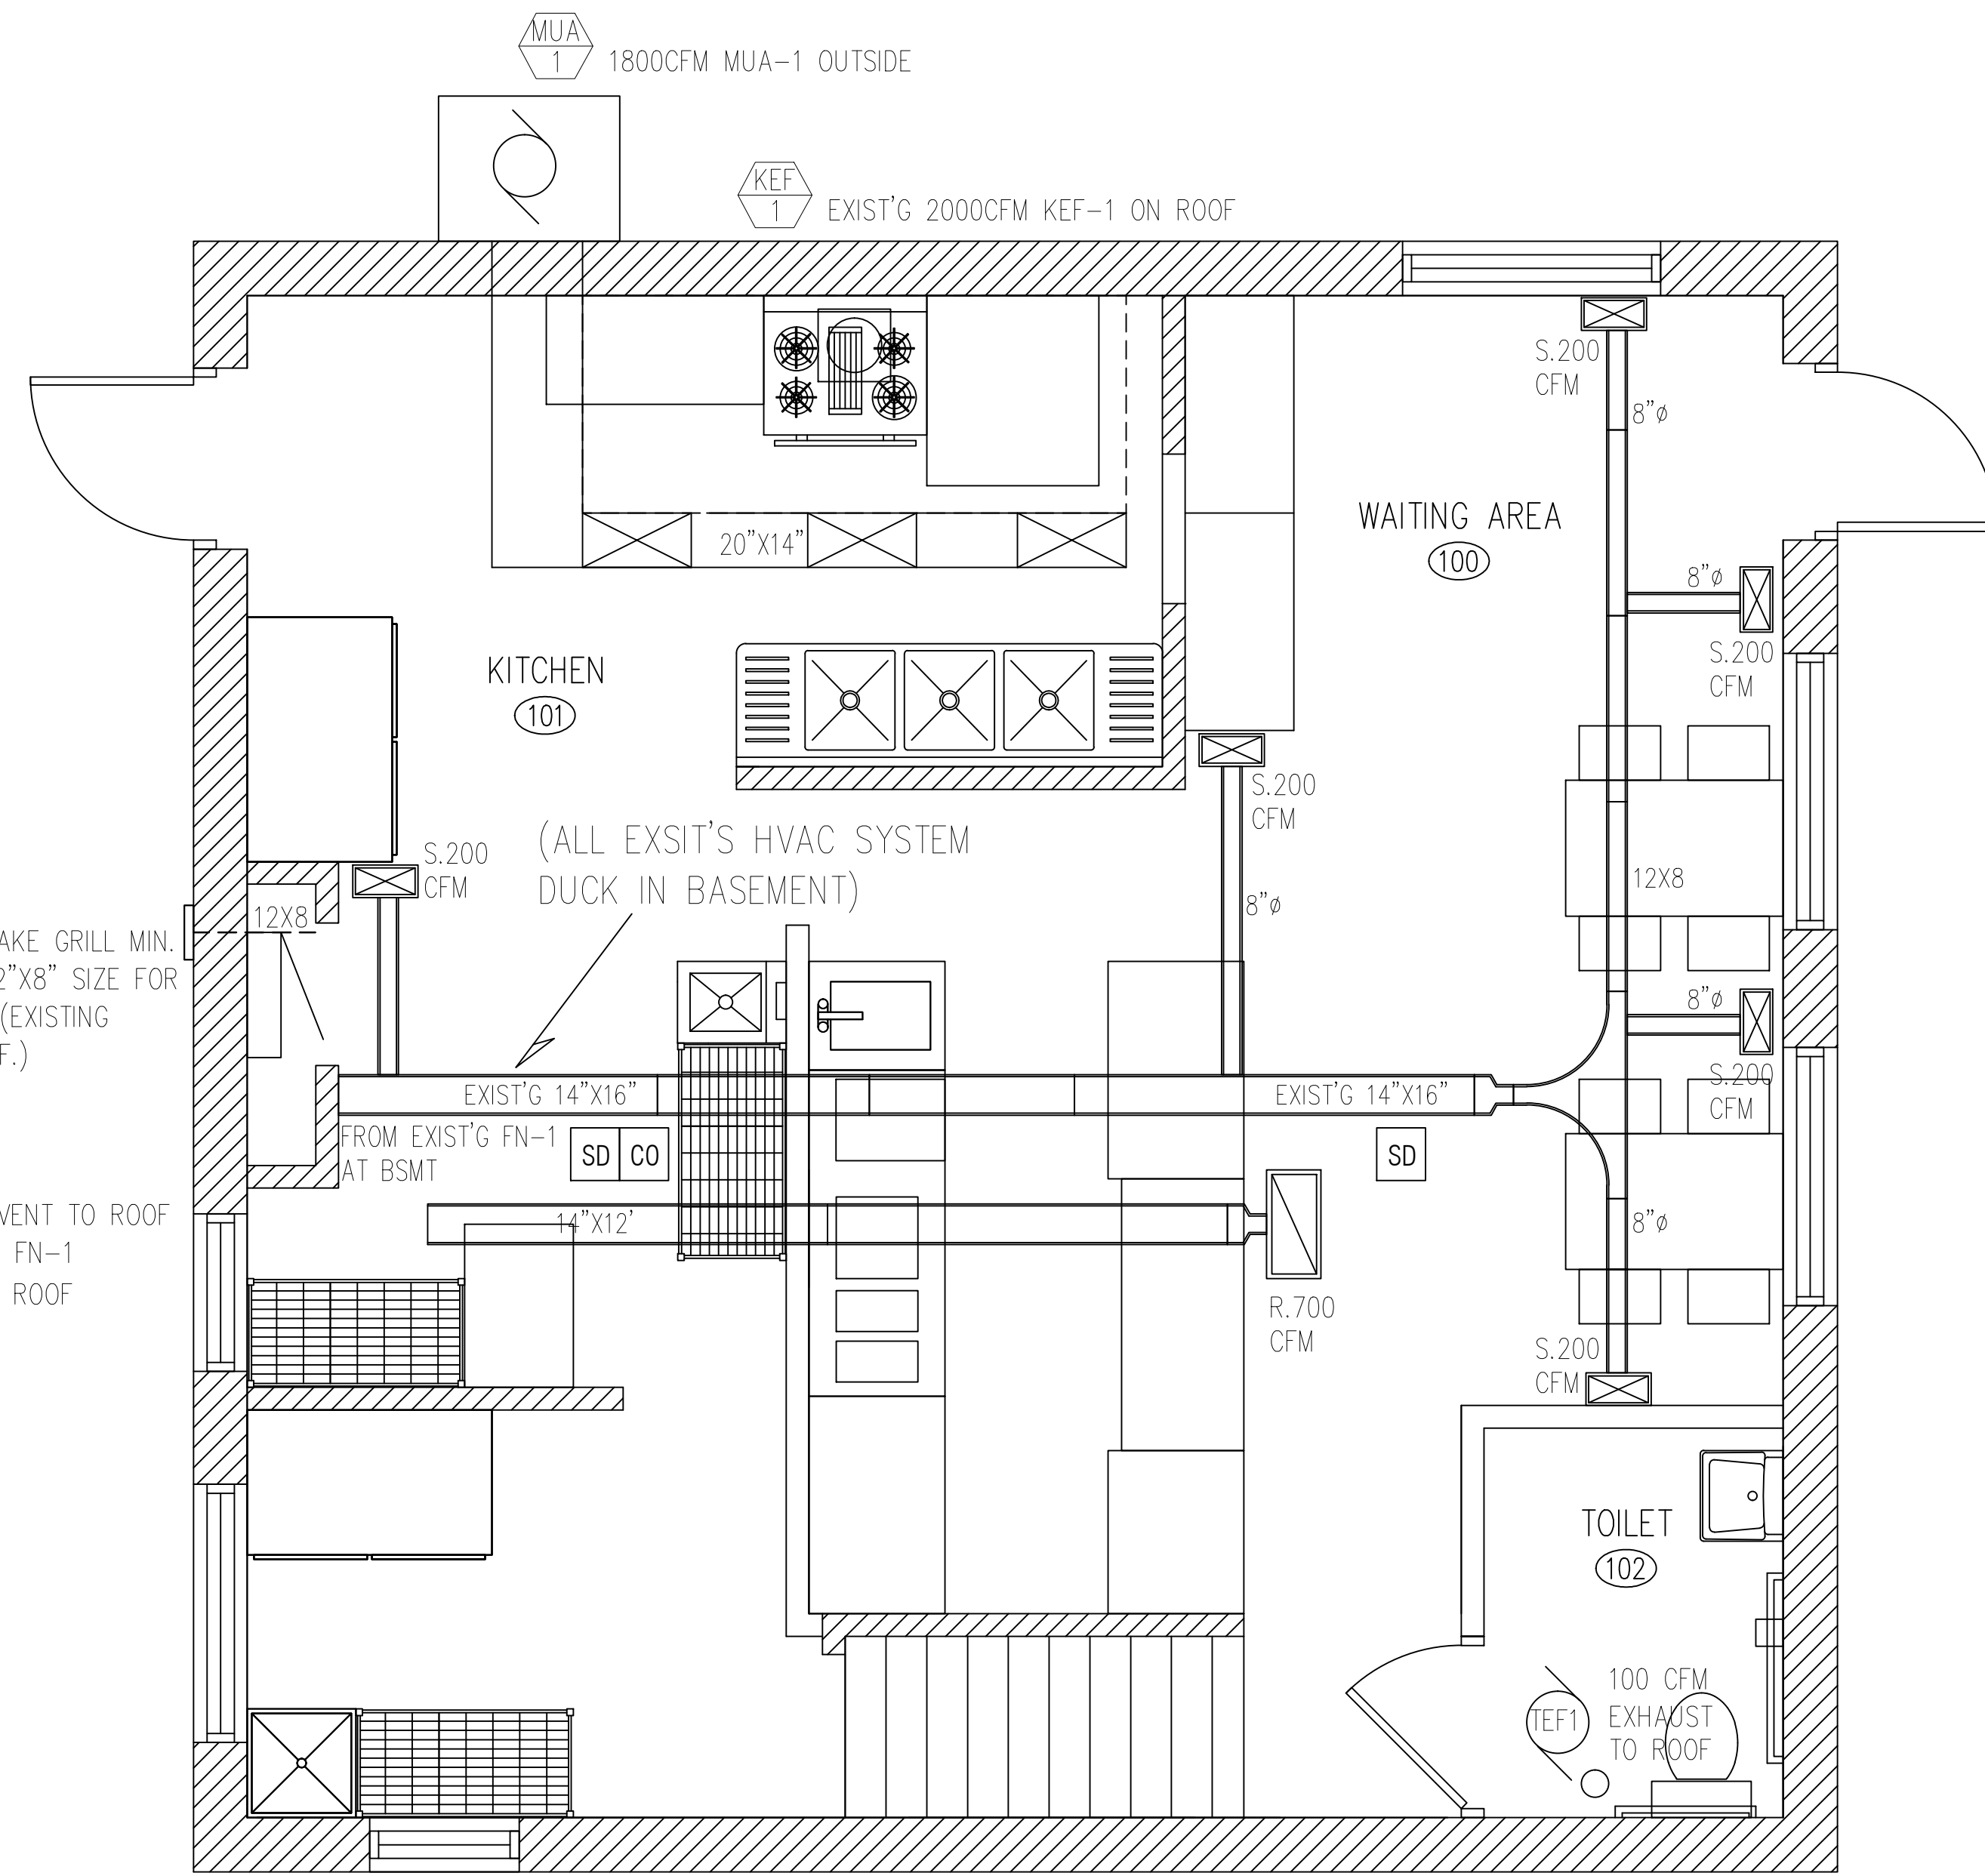 MUA
1
1800CFM MUA-1 OUTSIDE
KEF
1
EXIST'G 2000CFM KEF-1 ON ROOF
S.200
CFM
8"ø
WAITING AREA
100
20"X14"
8"ø
S.200
CFM
KITCHEN
101
S.200
CFM
(ALL EXSIT'S HVAC SYSTEM
DUCK IN BASEMENT)
S.200
CFM
12X8
8"ø
12X8
AKE GRILL MIN.
2"X8" SIZE FOR
(EXISTING
F.)
8"ø
S.200
CFM
EXIST'G 14"X16"
EXIST'G 14"X16"
FROM EXIST'G FN-1
AT BSMT
SD
CO
SD
VENT TO ROOF
FN-1
ROOF
14"X12'
8"ø
R.700
CFM
S.200
CFM
TOILET
102
TEF1
100 CFM
EXHAUST
TO ROOF